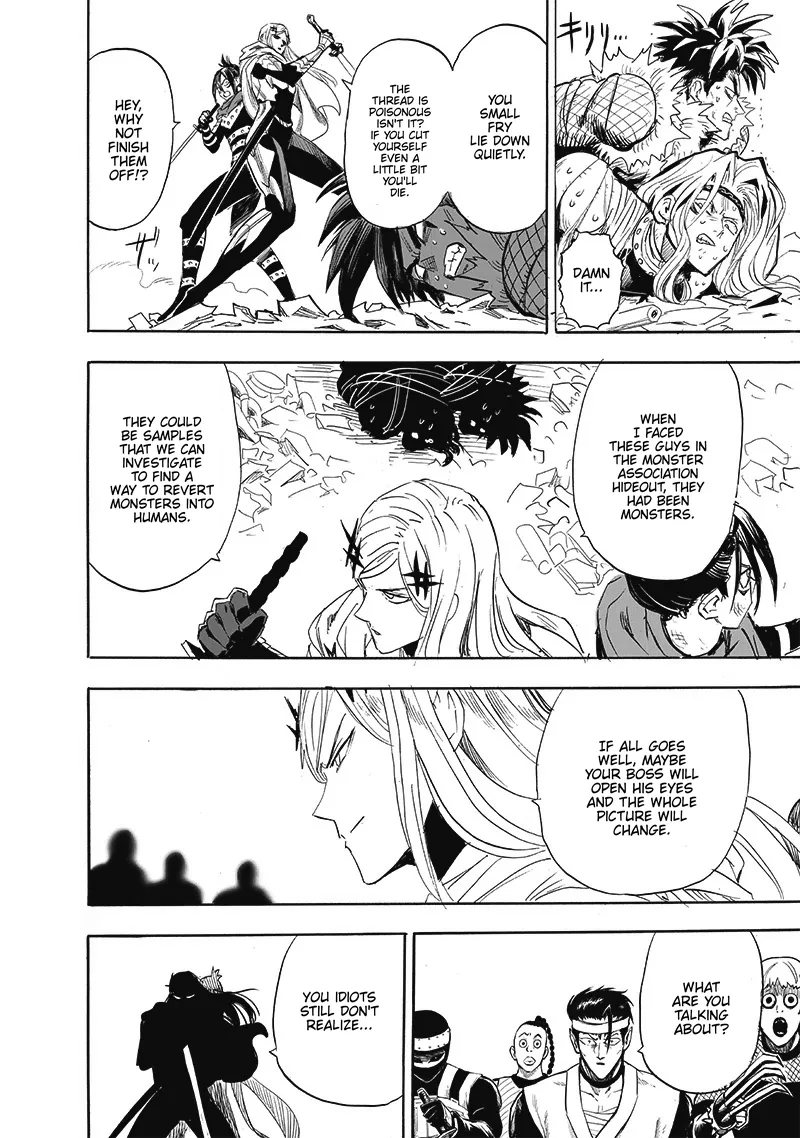 キリリ...
DAMN
IT...
YOU
SMALL
FRY
LIE DOWN
QUIETLY.
THE
THREAD IS
POISONOUS
ISN'T IT?
IF YOU CUT
YOURSELF
EVEN A
LITTLE BIT
YOU'LL
DIE.
HEY,
WHY
NOT
FINISH
THEM
OFF!?
WHEN
I FACED
THESE GUYS IN
THE MONSTER
ASSOCIATION
HIDEOUT, THEY
HAD BEEN
MONSTERS.
THEY COULD
BE SAMPLES
THAT WE CAN
INVESTIGATE
TO FIND A
WAY TO REVERT
MONSTERS INTO
HUMANS.
IF ALL GOES
WELL, MAYBE
YOUR BOSS WILL
OPEN HIS EYES
AND THE WHOLE
PICTURE WILL
CHANGE.
WHAT
ARE YOU
TALKING
ABOUT?
YOU IDIOTS
STILL DON'T
REALIZE...